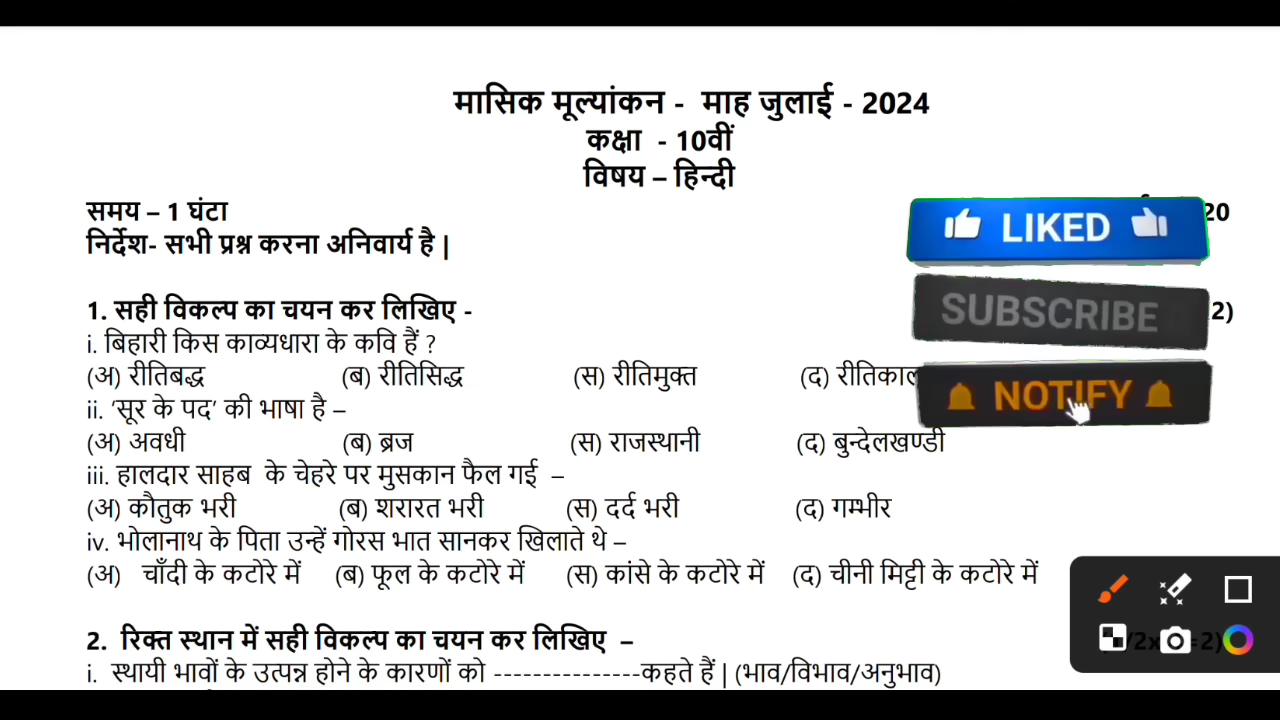 मासिक मूल्यांकन - माह जुलाई - 2024
कक्षा - 10वीं
विषय – हिन्दी
समय – 1 घंटा 20
निर्देश- सभी प्रश्न करना अनिवार्य है |
LIKED
SUBSCRIBE
NOTIFY
1. सही विकल्प का चयन कर लिखिए - 2)
i. बिहारी किस काव्यधारा के कवि हैं ?
(अ) रीतिबद्ध (ब) रीतिसिद्ध (स) रीतिमुक्त (द)
ii. ‘सूर के पद’ की भाषा है –
(अ) अवधी (ब) ब्रज (स) राजस्थानी (द) बुन्देलखण्डी
iii. हालदार साहब के चेहरे पर मुसकान फैल गई –
(अ) कौतुक भरी (ब) शरारत भरी (स) दर्द भरी (द) गम्भीर
iv. भोलानाथ के पिता उन्हें गोरस भात सानकर खिलाते थे –
(अ) चाँदी के कटोरे में (ब) फूल के कटोरे में (स) कांसे के कटोरे में (द) चीनी मिट्टी के कटोरे में
2. रिक्त स्थान में सही विकल्प का चयन कर लिखिए –
i. स्थायी भावों के उत्पन्न होने के कारणों को ---------------कहते हैं | (भाव/विभाव/अनुभाव)